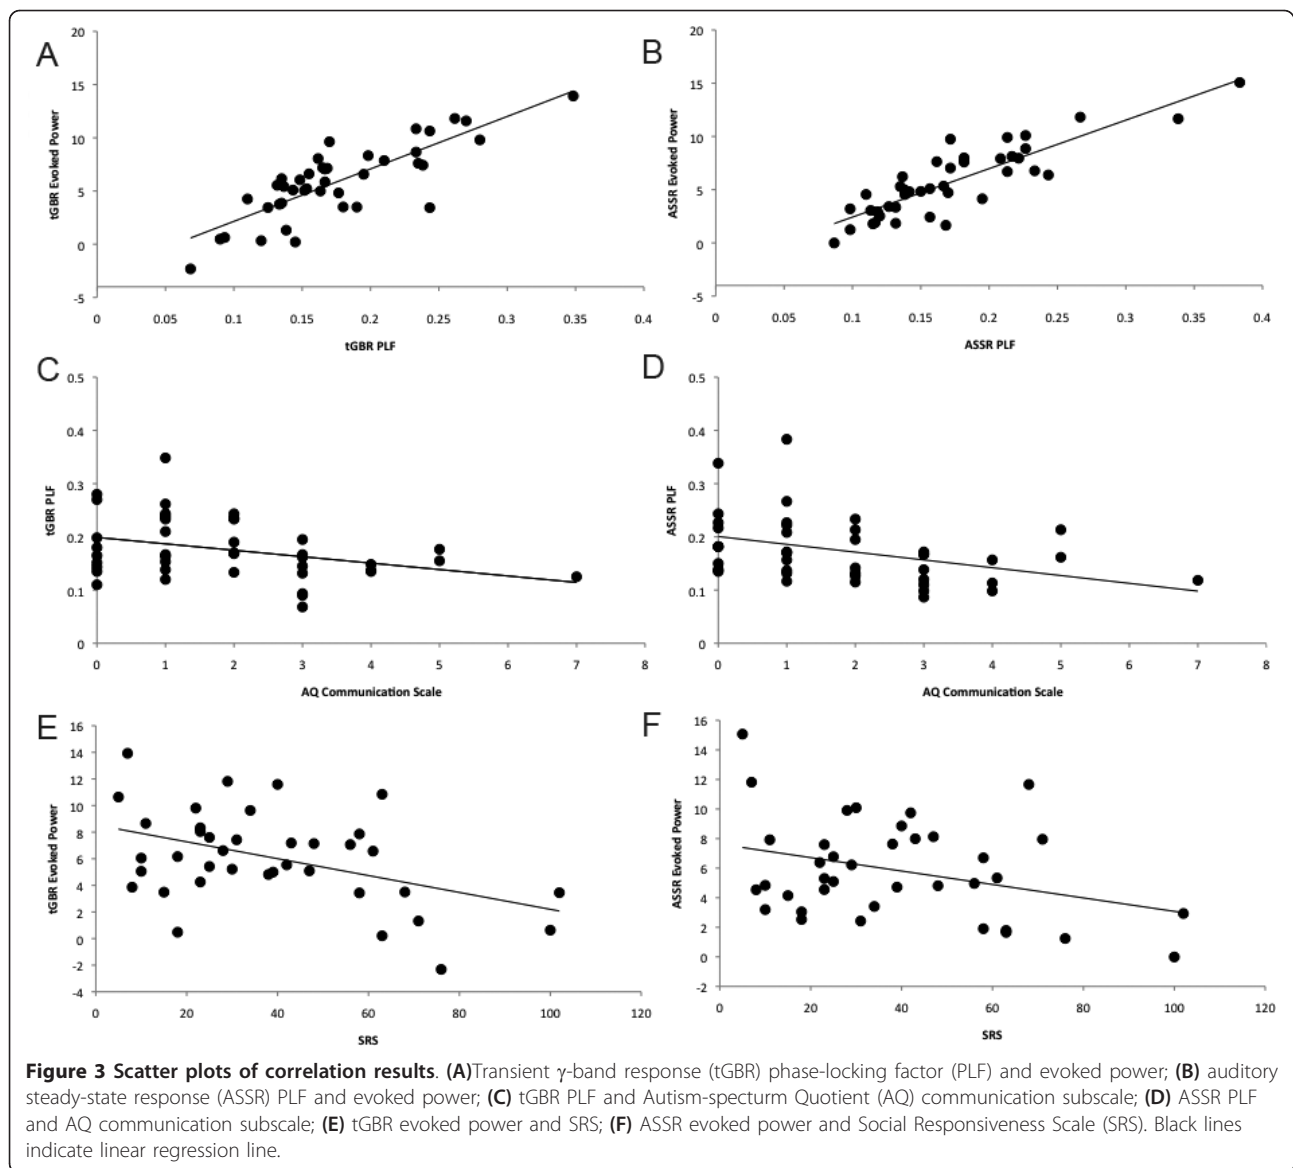 A
20
15
10
5
0
-5
tGBR Evoked Power
0 0.05 0.1 0.15 0.2 0.25 0.3 0.35 0.4
tGBR PLF
B
20
15
10
5
0
-5
ASSR Evoked Power
0 0.05 0.1 0.15 0.2 0.25 0.3 0.35 0.4
ASSR PLF
C
0.5
0.4
0.3
0.2
0.1
0
tGBR PLF
0 1 2 3 4 5 6 7 8
AQ Communication Scale
D
0.5
0.4
0.3
0.2
0.1
0
ASSR PLF
0 1 2 3 4 5 6 7 8
AQ Communication Scale
E
16
14
12
10
8
6
4
2
0
-2
-4
tGBR Evoked Power
0 20 40 60 80 100 120
SRS
F
16
14
12
10
8
6
4
2
0
-2
ASSR Evoked Power
0 20 40 60 80 100 120
SRS
Figure 3 Scatter plots of correlation results. (A)Transient γ-band response (tGBR) phase-locking factor (PLF) and evoked power; (B) auditory
steady-state response (ASSR) PLF and evoked power; (C) tGBR PLF and Autism-specturm Quotient (AQ) communication subscale; (D) ASSR PLF
and AQ communication subscale; (E) tGBR evoked power and SRS; (F) ASSR evoked power and Social Responsiveness Scale (SRS). Black lines
indicate linear regression line.